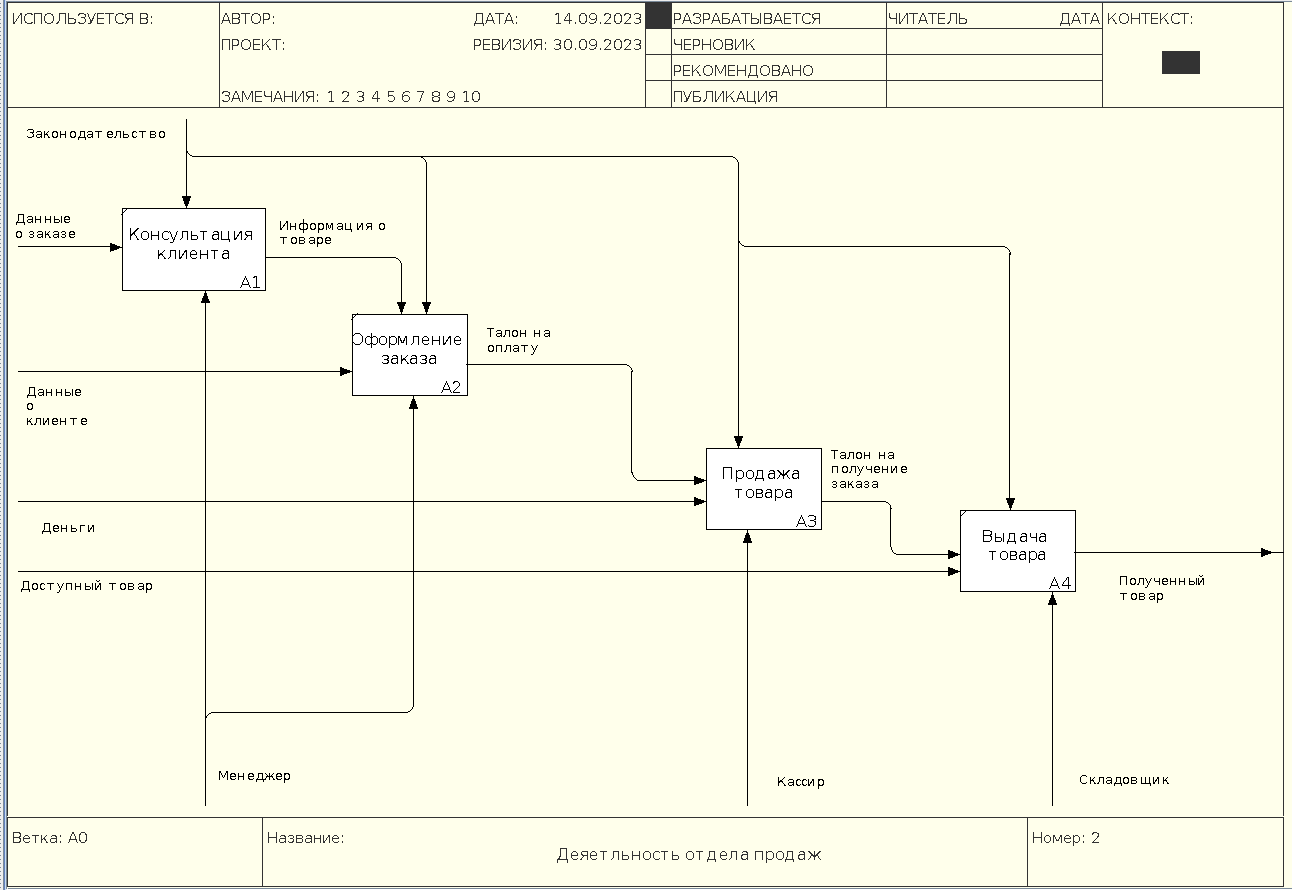 ИСПОЛЬЗУЕТСЯ В:
АВТОР:
ДАТА: 14.09.2023
РАЗРАБАТЫВАЕТСЯ
ЧИТАТЕЛЬ
ДАТА
КОНТЕКСТ:
ПРОЕКТ:
РЕВИЗИЯ: 30.09.2023
ЧЕРНОВИК
РЕКОМЕНДОВАНО
ЗАМЕЧАНИЯ: 1 2 3 4 5 6 7 8 9 10
ПУБЛИКАЦИЯ
Законодательство
Данные
о заказе
Консультация
клиента
A1
Информация о
товаре
Оформление
заказа
A2
Талон на
оплату
Данные
о
клиенте
Продажа
товара
A3
Талон на
получение
заказа
Деньги
Выдача
товара
A4
Доступный товар
Полученный
товар
Менеджер
Кассир
Складовщик
Ветка: A0
Название:
Деяетльность отдела продаж
Номер: 2